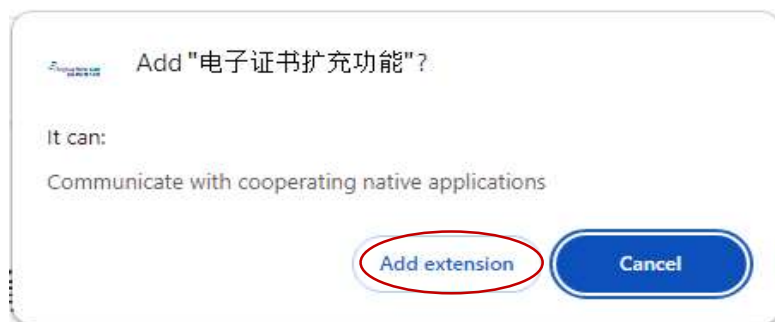 Add "电子证书扩充功能"?
It can:
Communicate with cooperating native applications
Add extension
Cancel